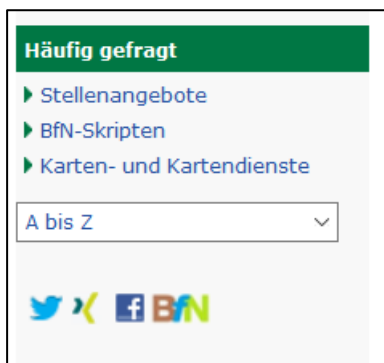 Häufig gefragt
Stellenangebote
BfN-Skripten
Karten- und Kartendienste
A bis Z
BfN